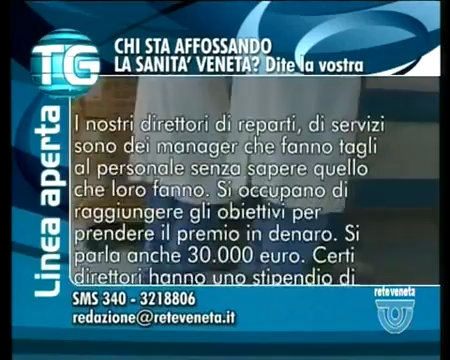 CHI STA AFFOSSANDO
LA SANITA' VENETA? Dite la vostra
TG
Linea aperta
I nostri direttori di reparti, di servizi
sono dei manager che fanno tagli
al personale senza sapere quello
che loro fanno. Si occupano di
raggiungere gli obiettivi per
prendere il premio in denaro. Si
parla anche 30.000 euro. Certi
direttori hanno uno stipendio di
SMS 340 - 3218806
redazione@reteveneta.it
reteveneta